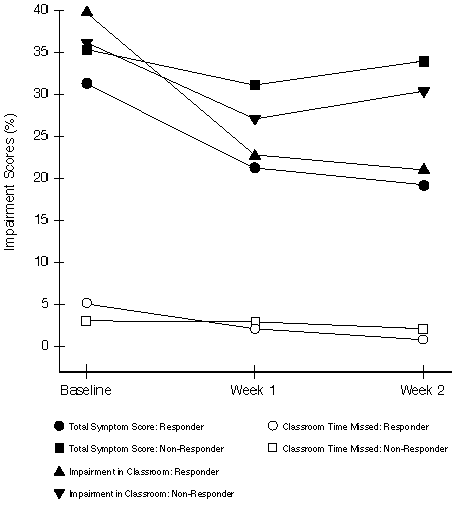 40
35
30
25
20
15
10
5
0
Impairment Scores (%)
Baseline Week 1 Week 2
Total Symptom Score: Responder Classroom Time Missed: Responder
Total Symptom Score: Non-Responder Classroom Time Missed: Non-Responder
Impairment in Classroom: Responder
Impairment in Classroom: Non-Responder